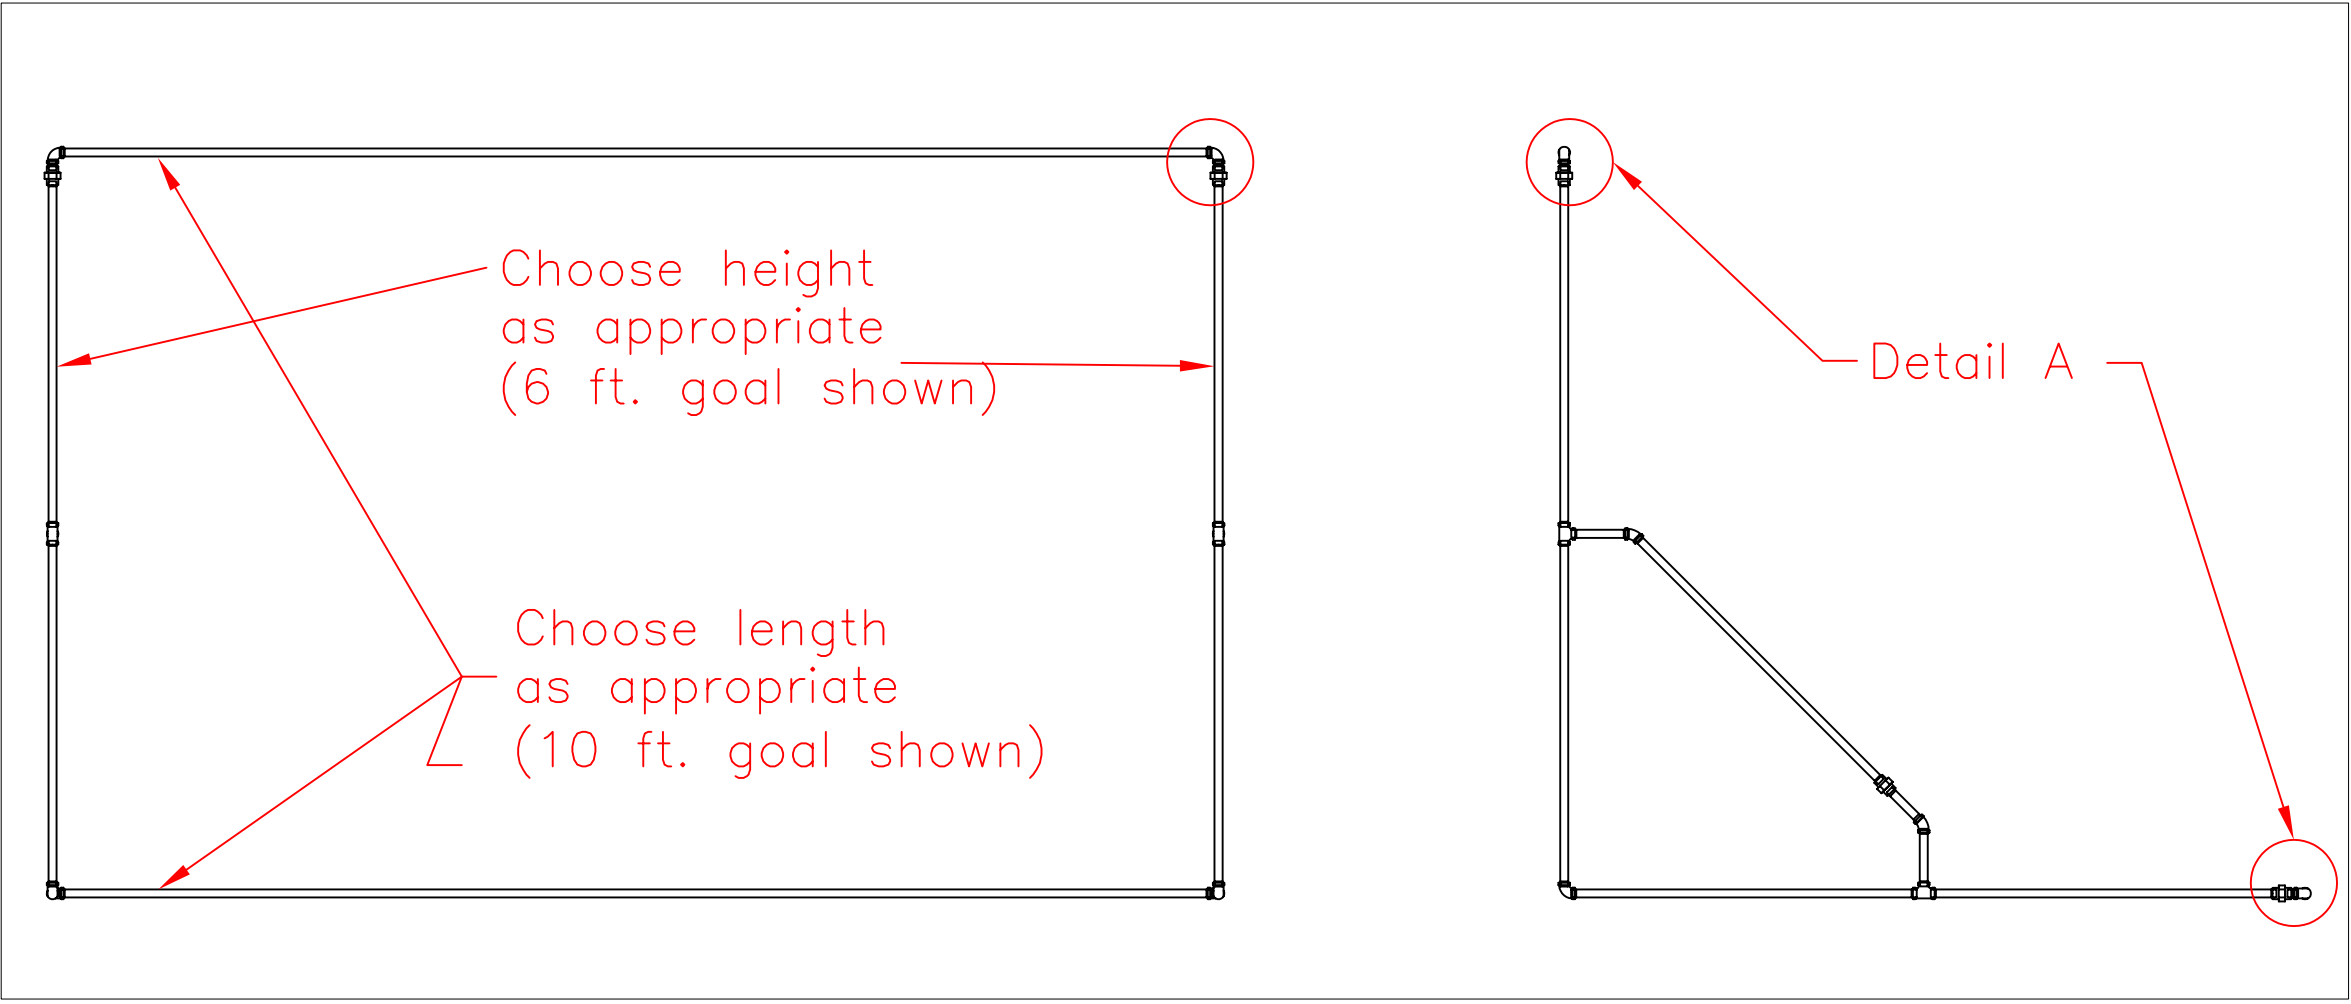 Choose height
as appropriate
(6 ft. goal shown)
Detail A
Choose length
as appropriate
(10 ft. goal shown)